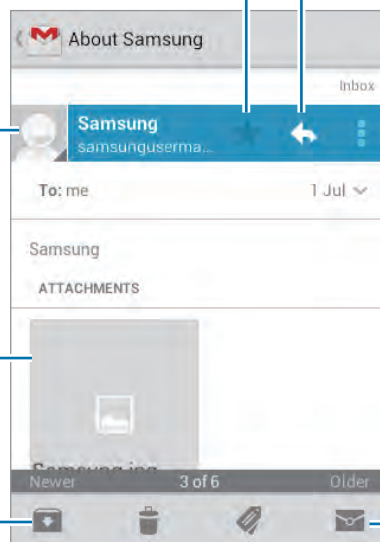 About Samsung
Inbox
Samsung
samsunguserma...
To: me 1 Jul
Samsung
ATTACHMENTS
Newer 3 of 6 Older